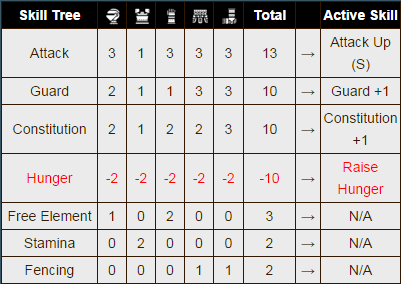 Skill Tree Total Active Skill
Attack 3 1 3 3 3 13 → Attack Up
(S)
Guard 2 1 1 3 3 10 → Guard +1
Constitution 2 1 2 2 3 10 → Constitution
+1
Hunger -2 -2 -2 -2 -2 -10 → Raise
Hunger
Free Element 1 0 2 0 0 3 → N/A
Stamina 0 2 0 0 0 2 → N/A
Fencing 0 0 0 1 1 2 → N/A